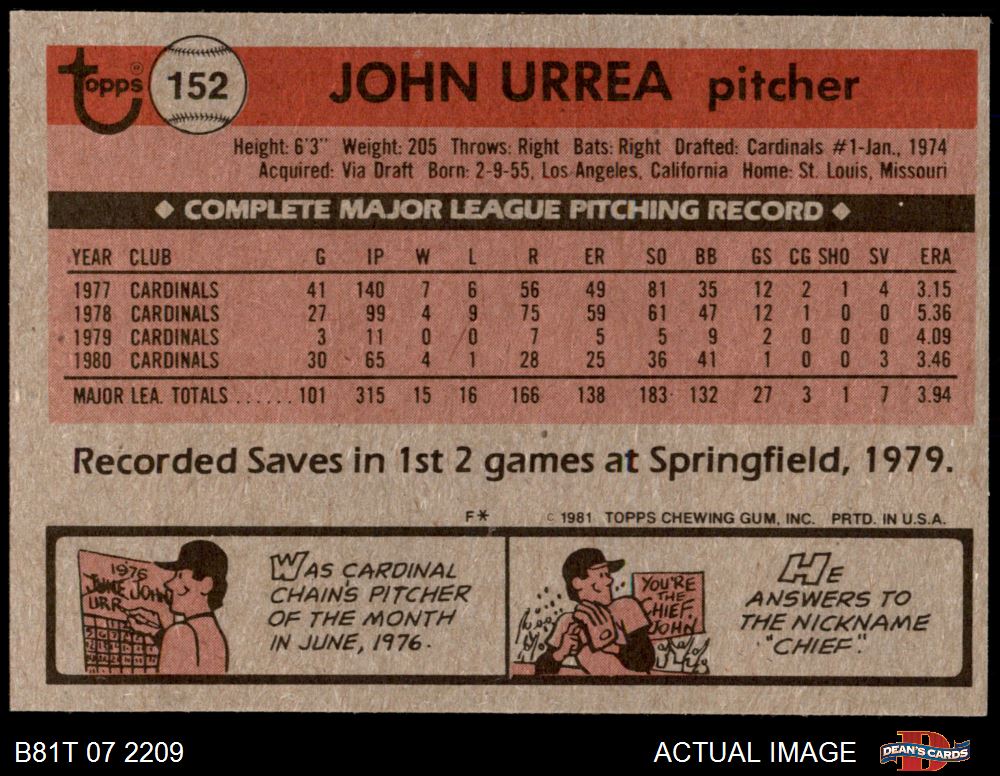 Topps 152 JOHN URREA pitcher
Height: 6'3" Weight: 205 Throws: Right Bats: Right Drafted: Cardinals #1-Jan., 1974
Acquired: Via Draft Born: 2-9-55, Los Angeles, California Home: St. Louis, Missouri
◆ COMPLETE MAJOR LEAGUE PITCHING RECORD ◆
YEAR CLUB G IP W L R ER SO BB GS CG SHO SV ERA
1977 CARDINALS 41 140 7 6 56 49 81 35 12 2 1 4 3.15
1978 CARDINALS 27 99 4 9 75 59 61 47 12 1 0 0 5.36
1979 CARDINALS 3 11 0 0 7 5 5 9 2 0 0 0 4.09
1980 CARDINALS 30 65 4 1 28 25 36 41 1 0 0 3 3.46
MAJOR LEA. TOTALS ...... 101 315 15 16 166 138 183 132 27 3 1 7 3.94
Recorded Saves in 1st 2 games at Springfield, 1979.
F* © 1981 TOPPS CHEWING GUM, INC. PRTD. IN U.S.A.
1976
JUNE JOHN
URR
WAS CARDINAL
CHAIN'S PITCHER
OF THE MONTH
IN JUNE, 1976.
YOU'RE
THE
CHIEF,
JOHN
HE
ANSWERS TO
THE NICKNAME
"CHIEF".
B81T 07 2209 ACTUAL IMAGE DEAN'S CARDS